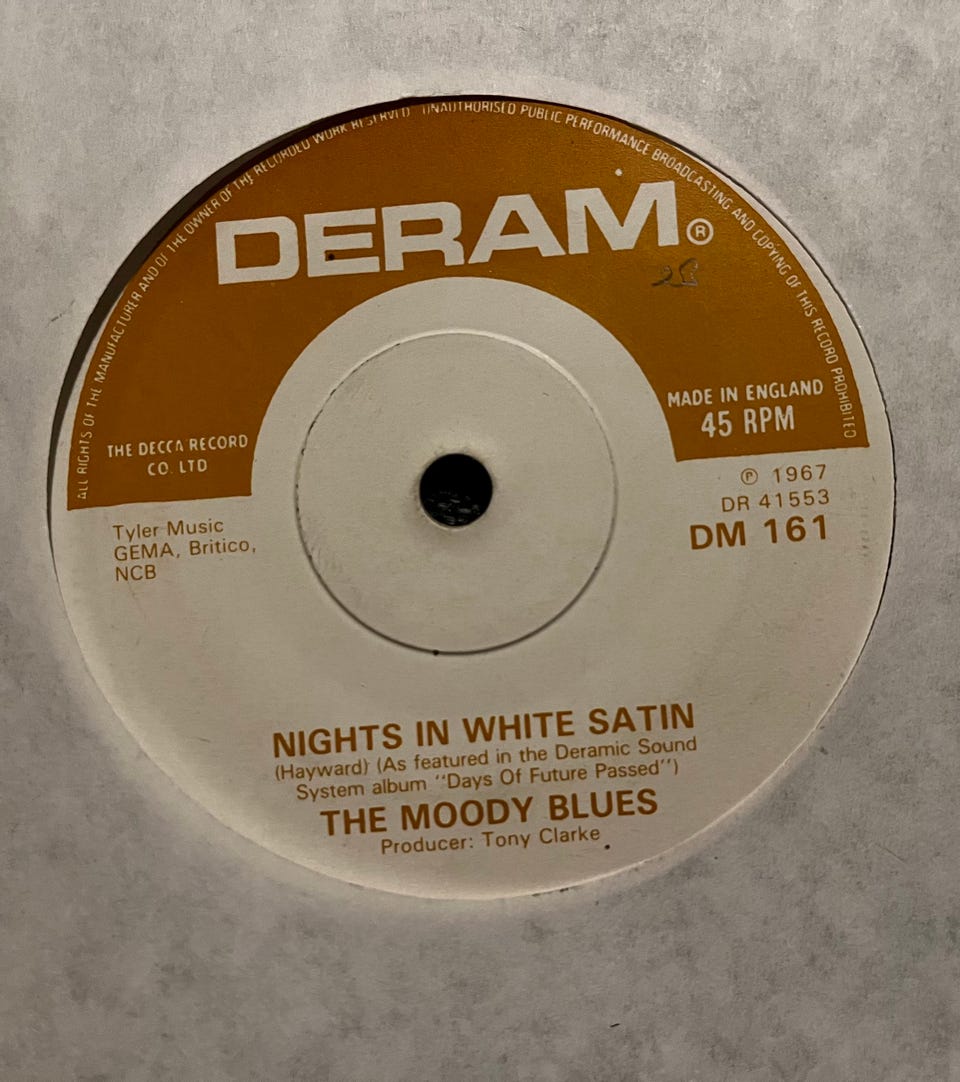 ALL RIGHTS OF THE MANUFACTURER AND OF THE OWNER OF THE RECORDED WORK RESERVED UNAUTHORISED PUBLIC PERFORMANCE BROADCASTING AND COPYING OF THIS RECORD PROHIBITED
DERAM®
MADE IN ENGLAND
45 RPM
THE DECCA RECORD
CO. LTD
℗ 1967
DR 41553
DM 161
Tyler Music
GEMA, Britico,
NCB
NIGHTS IN WHITE SATIN
(Hayward) (As featured in the Deramic Sound
System album "Days Of Future Passed")
THE MOODY BLUES
Producer: Tony Clarke